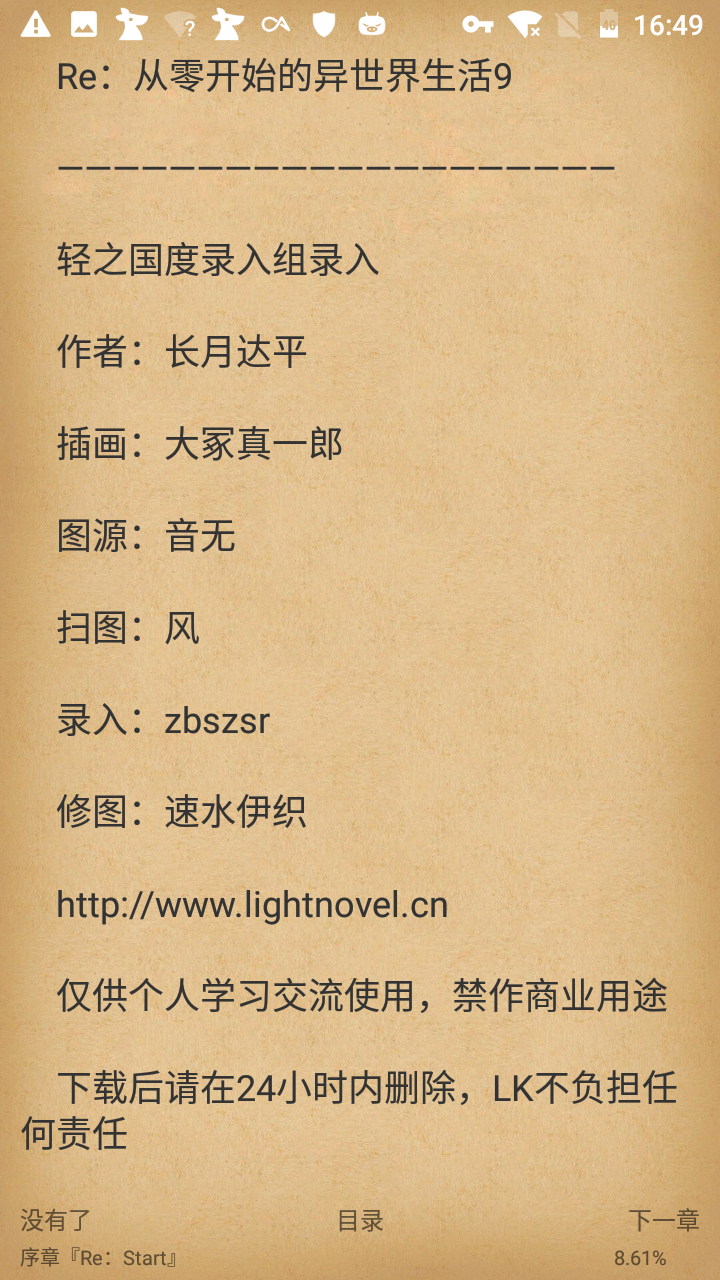 16:49
Re：从零开始的异世界生活9
————————————————————
轻之国度录入组录入
作者：长月达平
插画：大冢真一郎
图源：音无
扫图：风
录入：zbszsr
修图：速水伊织
http://www.lightnovel.cn
仅供个人学习交流使用，禁作商业用途
下载后请在24小时内删除，LK不负担任
何责任
没有了 目录 下一章
序章『Re：Start』 8.61%